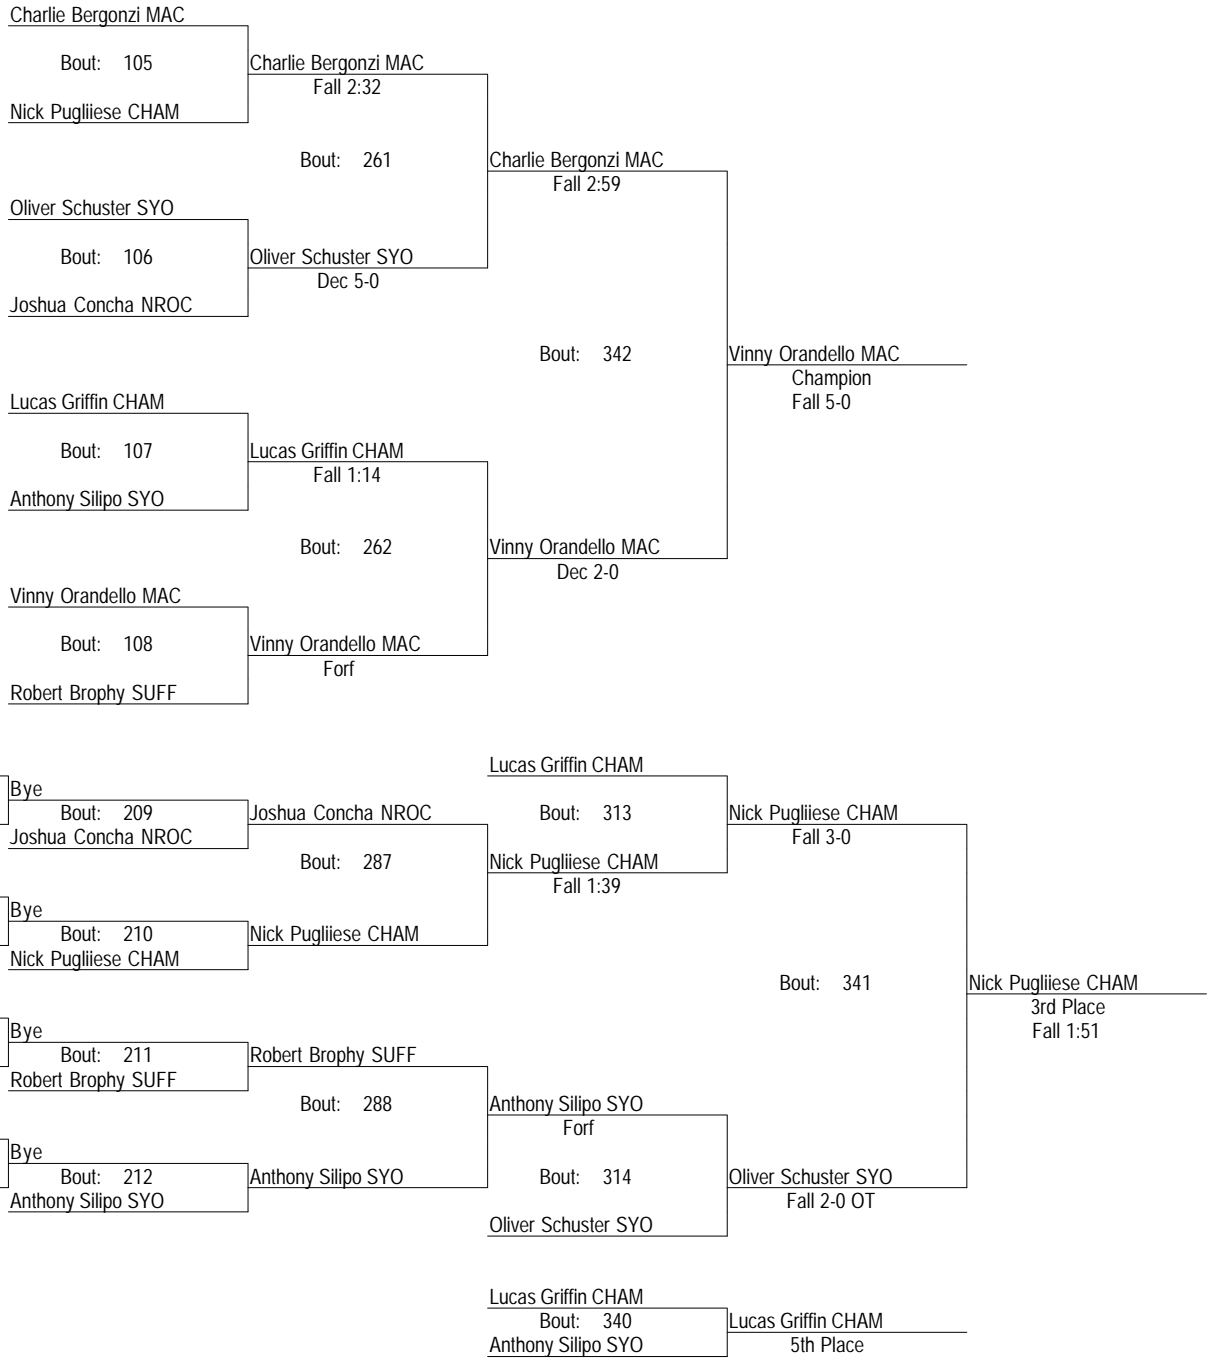 Charlie Bergonzi MAC
Bout: 105
Charlie Bergonzi MAC
Fall 2:32
Nick Pugliiese CHAM
Bout: 261
Charlie Bergonzi MAC
Fall 2:59
Oliver Schuster SYO
Bout: 106
Oliver Schuster SYO
Dec 5-0
Joshua Concha NROC
Bout: 342
Vinny Orandello MAC
Champion
Fall 5-0
Lucas Griffin CHAM
Bout: 107
Lucas Griffin CHAM
Fall 1:14
Anthony Silipo SYO
Bout: 262
Vinny Orandello MAC
Dec 2-0
Vinny Orandello MAC
Bout: 108
Vinny Orandello MAC
Forf
Robert Brophy SUFF
Lucas Griffin CHAM
Bye
Bout: 209
Joshua Concha NROC
Bout: 313
Nick Pugliiese CHAM
Fall 3-0
Joshua Concha NROC
Bout: 287
Nick Pugliiese CHAM
Fall 1:39
Bye
Bout: 210
Nick Pugliiese CHAM
Nick Pugliiese CHAM
Bout: 341
Nick Pugliiese CHAM
3rd Place
Fall 1:51
Bye
Bout: 211
Robert Brophy SUFF
Robert Brophy SUFF
Bout: 288
Anthony Silipo SYO
Forf
Bye
Bout: 212
Anthony Silipo SYO
Bout: 314
Oliver Schuster SYO
Fall 2-0 OT
Anthony Silipo SYO
Oliver Schuster SYO
Lucas Griffin CHAM
Bout: 340
Lucas Griffin CHAM
5th Place
Anthony Silipo SYO